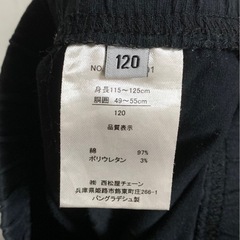 120
身長115～125cm
胴囲 49～55cm
120
品質表示
綿 97%
ポリウレタン 3%
㈱ 西松屋チェーン
兵庫県姫路市飾東町庄266-1
バングラデシュ製